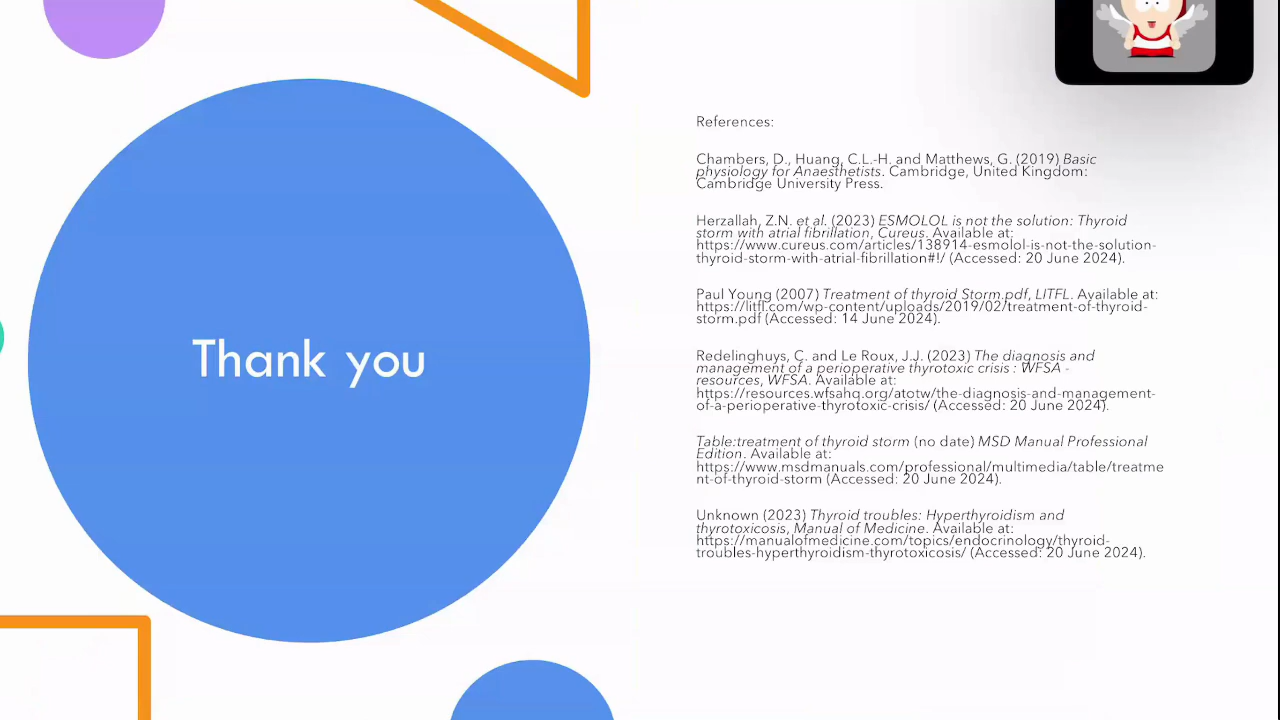 Thank you
References:
Chambers, D., Huang, C.L.-H. and Matthews, G. (2019) Basic
physiology for Anaesthetists. Cambridge, United Kingdom:
Cambridge University Press.
Herzallah, Z.N. et al. (2023) ESMOLOL is not the solution: Thyroid
storm with atrial fibrillation, Cureus. Available at:
https://www.cureus.com/articles/138914-esmolol-is-not-the-solution-
thyroid-storm-with-atrial-fibrillation#!/ (Accessed: 20 June 2024).
Paul Young (2007) Treatment of thyroid Storm.pdf, LITFL. Available at:
https://litfl.com/wp-content/uploads/2019/02/treatment-of-thyroid-
storm.pdf (Accessed: 14 June 2024).
Redelinghuys, C. and Le Roux, J.J. (2023) The diagnosis and
management of a perioperative thyrotoxic crisis : WFSA -
resources, WFSA. Available at:
https://resources.wfsahq.org/atotw/the-diagnosis-and-management-
of-a-perioperative-thyrotoxic-crisis/ (Accessed: 20 June 2024).
Table:treatment of thyroid storm (no date) MSD Manual Professional
Edition. Available at:
https://www.msdmanuals.com/professional/multimedia/table/treatme
nt-of-thyroid-storm (Accessed: 20 June 2024).
Unknown (2023) Thyroid troubles: Hyperthyroidism and
thyrotoxicosis, Manual of Medicine. Available at:
https://manualofmedicine.com/topics/endocrinology/thyroid-
troubles-hyperthyroidism-thyrotoxicosis/ (Accessed: 20 June 2024).